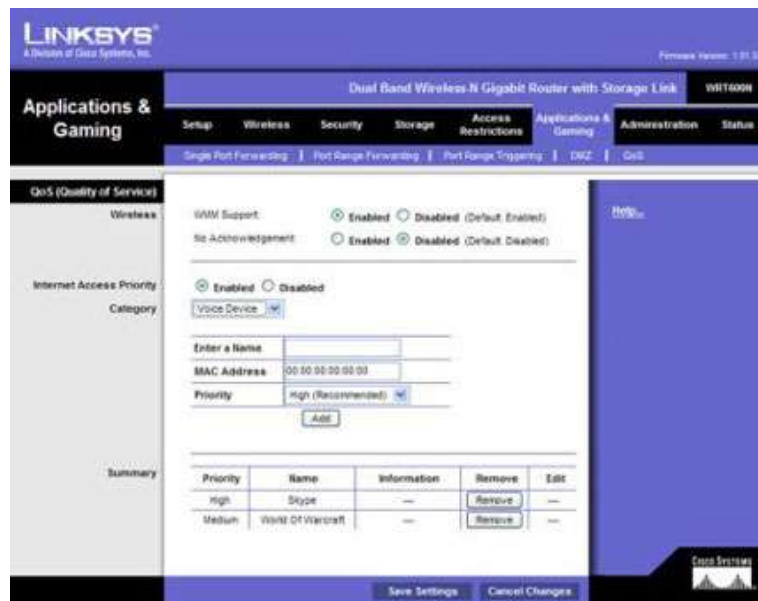 LINKSYS®
A Division of Cisco Systems, Inc.
Firmware Version: 1.01.3
Dual Band Wireless-N Gigabit Router with Storage Link
WRT600N
Applications & Gaming
Setup
Wireless
Security
Storage
Access Restrictions
Applications & Gaming
Administration
Status
Single Port Forwarding | Port Range Forwarding | Port Range Triggering | DMZ | QoS
QoS (Quality of Service)
Wireless
WMM Support: Enabled Disabled (Default: Enabled)
No Acknowledgement: Enabled Disabled (Default: Disabled)
Help...
Internet Access Priority
Enabled Disabled
Category
Voice Device
Enter a Name
MAC Address 00:00:00:00:00:00
Priority High (Recommended)
Add
Summary
Priority Name Information Remove Edit
High Skype --- Remove ---
Medium World Of Warcraft --- Remove ---
Cisco Systems
Save Settings
Cancel Changes